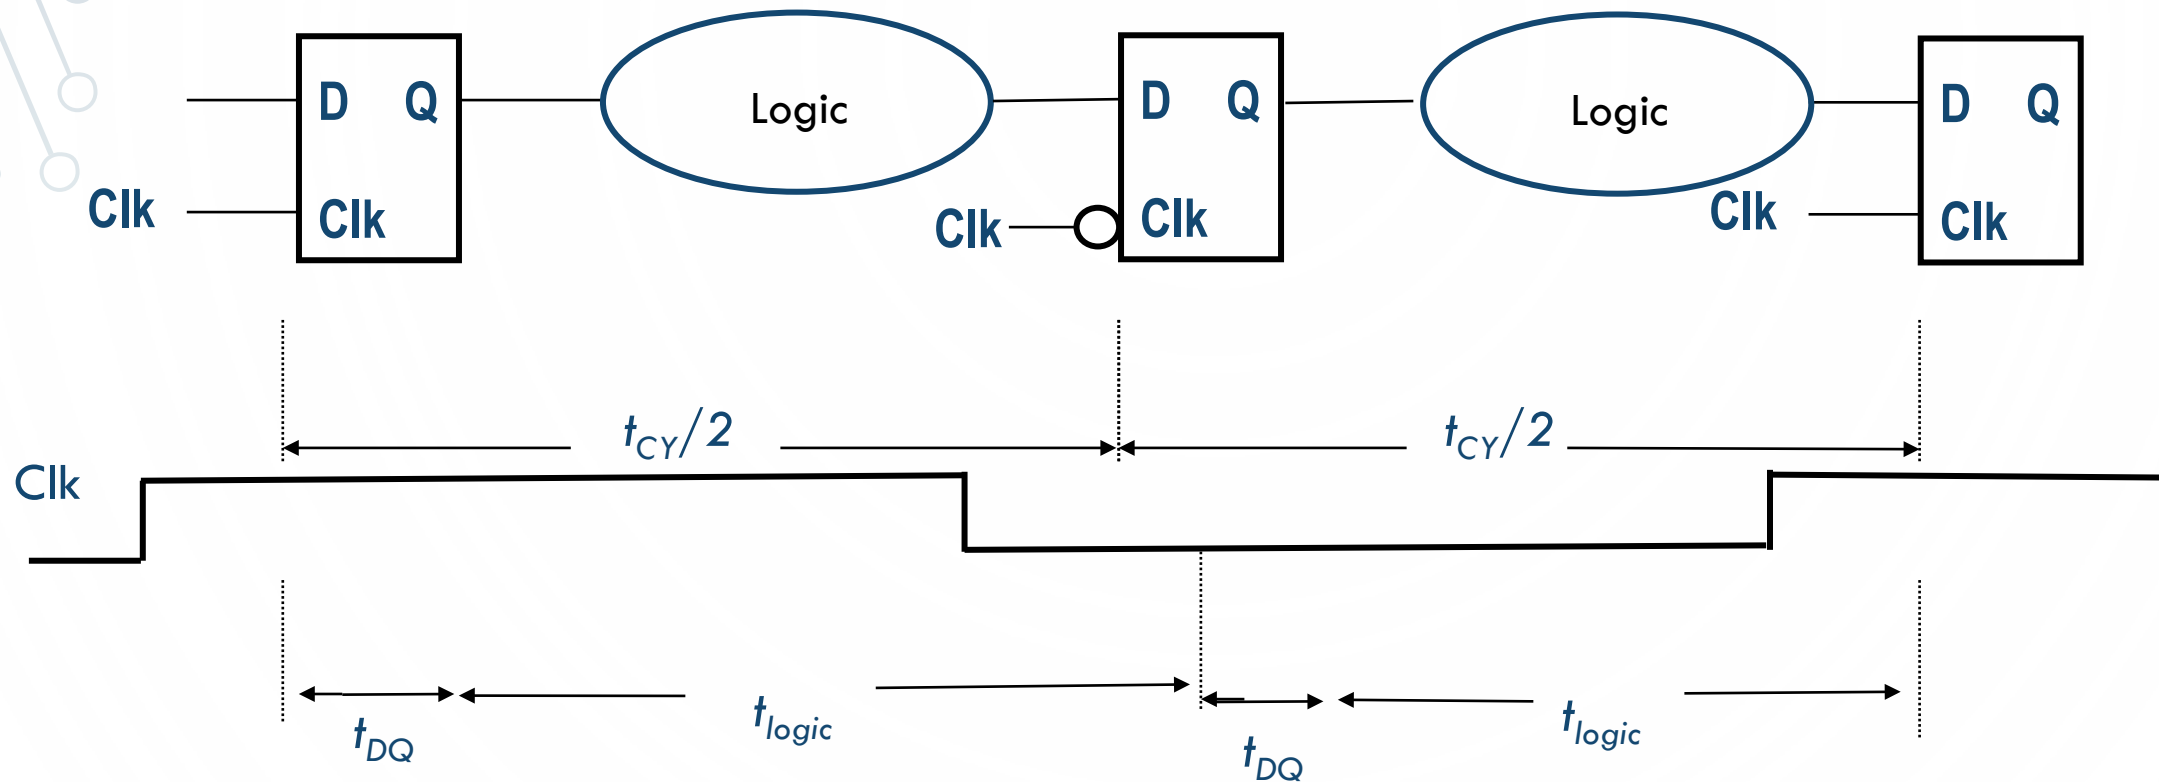 D Q
Logic
D Q
Logic
D Q
Clk
Clk
Clk
Clk
Clk
Clk
t_CY/2
t_CY/2
Clk
t_DQ
t_logic
t_DQ
t_logic